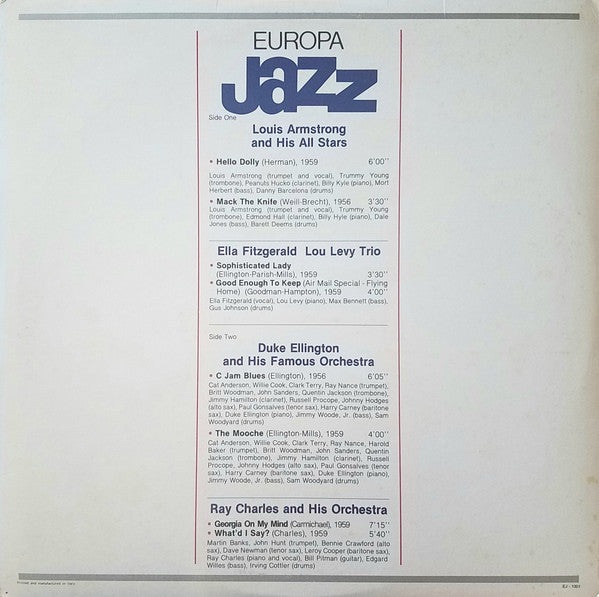 EUROPA
Jazz
Side One
Louis Armstrong
and His All Stars
• Hello Dolly (Herman), 1959 6'00''
Louis Armstrong (trumpet and vocal), Trummy Young
(trombone), Peanuts Hucko (clarinet), Billy Kyle (piano), Mort
Herbert (bass), Danny Barcelona (drums)
• Mack The Knife (Weill-Brecht), 1956 3'30''
Louis Armstrong (trumpet and vocal), Trummy Young
(trombone), Edmond Hall (clarinet), Billy Hyle (piano), Dale
Jones (bass), Barett Deems (drums)
Ella Fitzgerald Lou Levy Trio
• Sophisticated Lady
(Ellington-Parish-Mills), 1959 3'30''
• Good Enough To Keep (Air Mail Special - Flying
Home) (Goodman-Hampton), 1959 4'00''
Ella Fitzgerald (vocal), Lou Levy (piano), Max Bennett (bass),
Gus Johnson (drums)
Side Two
Duke Ellington
and His Famous Orchestra
• C Jam Blues (Ellington), 1956 6'05''
Cat Anderson, Willie Cook, Clark Terry, Ray Nance (trumpet),
Britt Woodman, John Sanders, Quentin Jackson (trombone),
Jimmy Hamilton (clarinet), Russell Procope, Johnny Hodges
(alto sax), Paul Gonsalves (tenor sax), Harry Carney (baritone
sax), Duke Ellington (piano), Jimmy Woode, Jr. (bass), Sam
Woodyard (drums)
• The Mooche (Ellington-Mills), 1959 4'00''
Cat Anderson, Willie Cook, Clark Terry, Ray Nance, Harold
Baker (trumpet), Britt Woodman, John Sanders, Quentin
Jackson (trombone), Jimmy Hamilton (clarinet), Russell
Procope, Johnny Hodges (alto sax), Paul Gonsalves (tenor
sax), Harry Carney (baritone sax), Duke Ellington (piano),
Jimmy Woode, Jr. (bass), Sam Woodyard (drums)
Ray Charles and His Orchestra
• Georgia On My Mind (Carmichael), 1959 7'15''
• What'd I Say? (Charles), 1959 5'40''
Martin Banks, John Hunt (trumpet), Bennie Crawford (alto
sax), Dave Newman (tenor sax), Leroy Cooper (baritone sax),
Ray Charles (piano and vocal), Bill Pitman (guitar), Edgard
Willes (bass), Irving Cottler (drums)
Printed and manufactured in Italy
EJ - 1001